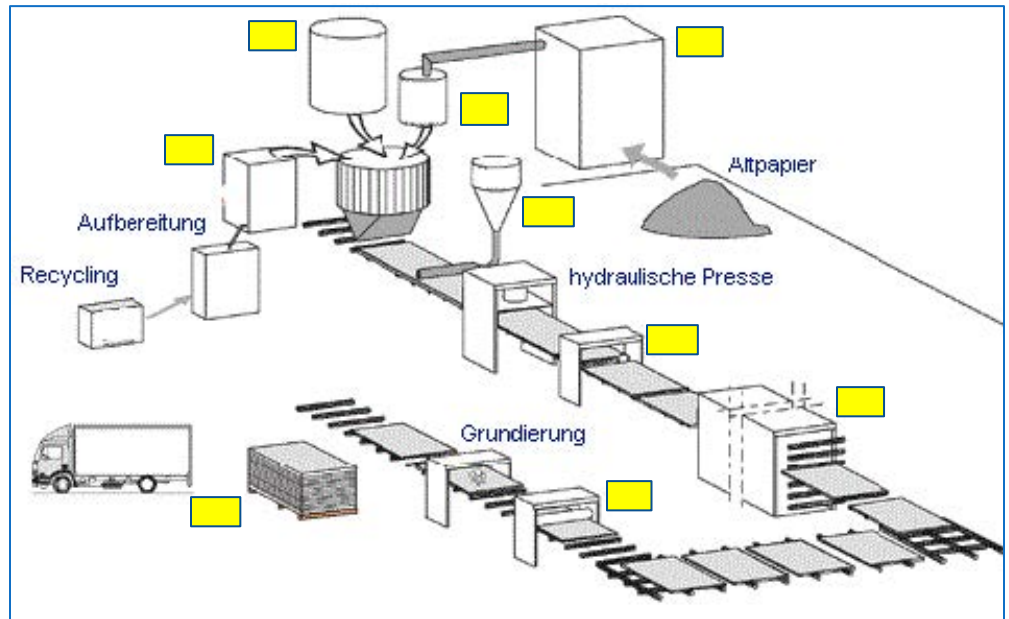 Altpapier
Aufbereitung
Recycling
hydraulische Presse
Grundierung